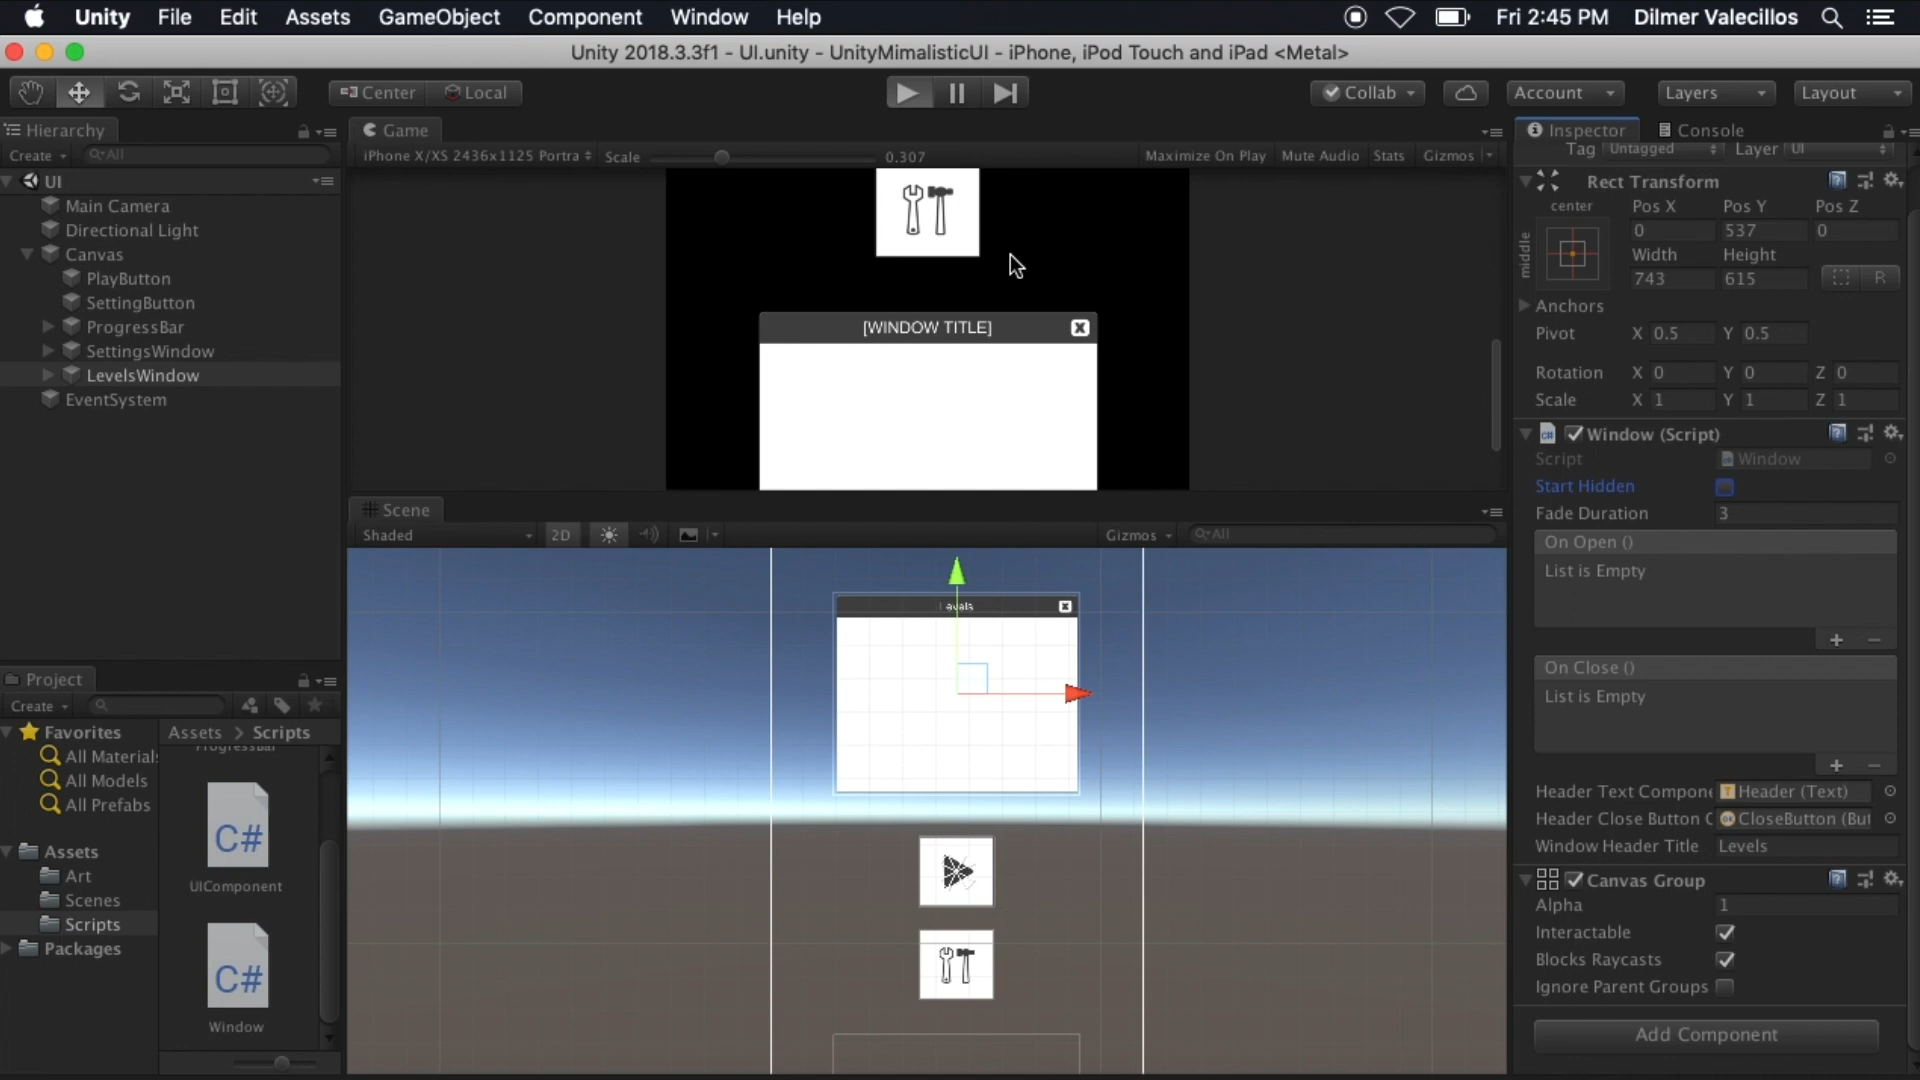 Unity File Edit Assets GameObject Component Window Help Fri 2:45 PM Dilmer Valecillos
Unity 2018.3.3f1 - UI.unity - UnityMimalisticUI - iPhone, iPod Touch and iPad <Metal>
Center Local Collab Account Layers Layout
Hierarchy
Create All
UI
Main Camera
Directional Light
Canvas
PlayButton
SettingButton
ProgressBar
SettingsWindow
LevelsWindow
EventSystem
Game
iPhone X/XS 2436x1125 Portra Scale 0.307 Maximize On Play Mute Audio Stats Gizmos
[WINDOW TITLE]
Scene
Shaded 2D Gizmos All
Project
Create
Favorites
All Materials
All Models
All Prefabs
Assets
Art
Scenes
Scripts
Packages
Assets > Scripts
ProgressBar
C#
UIComponent
C#
Window
Inspector Console
Tag Untagged Layer UI
Rect Transform
center Pos X Pos Y Pos Z
0 537 0
middle
Width Height
743 615 R
Anchors
Pivot X 0.5 Y 0.5
Rotation X 0 Y 0 Z 0
Scale X 1 Y 1 Z 1
Window (Script)
Script Window
Start Hidden
Fade Duration 3
On Open ()
List is Empty
On Close ()
List is Empty
Header Text Compone Header (Text)
Header Close Button C CloseButton (But
Window Header Title Levels
Canvas Group
Alpha 1
Interactable
Blocks Raycasts
Ignore Parent Groups
Add Component